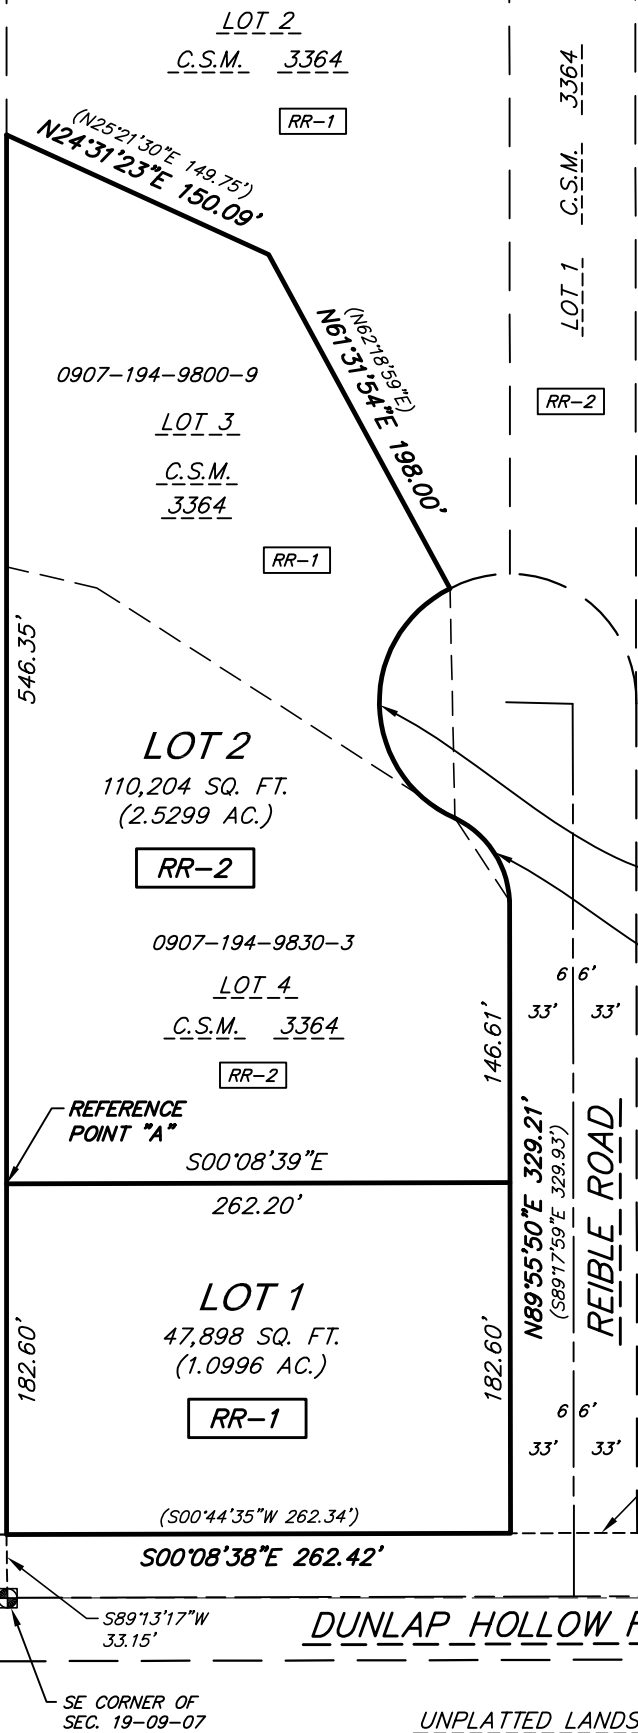 LOT 2
C.S.M. 3364
RR-1
(N25°21'30"E 149.75')
N24°31'23"E 150.09'
LOT 1 C.S.M. 3364
RR-2
(N62°18'59"E)
N61°31'54"E 198.00'
0907-194-9800-9
LOT 3
C.S.M.
3364
RR-1
546.35'
LOT 2
110,204 SQ. FT.
(2.5299 AC.)
RR-2
0907-194-9830-3
LOT 4
C.S.M. 3364
RR-2
146.61'
6 6'
33' 33'
REFERENCE
POINT "A"
S00°08'39"E
262.20'
N89°55'50"E 329.21'
(S89°17'59"E 329.93')
REIBLE ROAD
LOT 1
47,898 SQ. FT.
(1.0996 AC.)
RR-1
182.60'
182.60'
6 6'
33' 33'
(S00°44'35"W 262.34')
S00°08'38"E 262.42'
S89°13'17"W
33.15'
DUNLAP HOLLOW
SE CORNER OF
SEC. 19-09-07
UNPLATTED LANDS